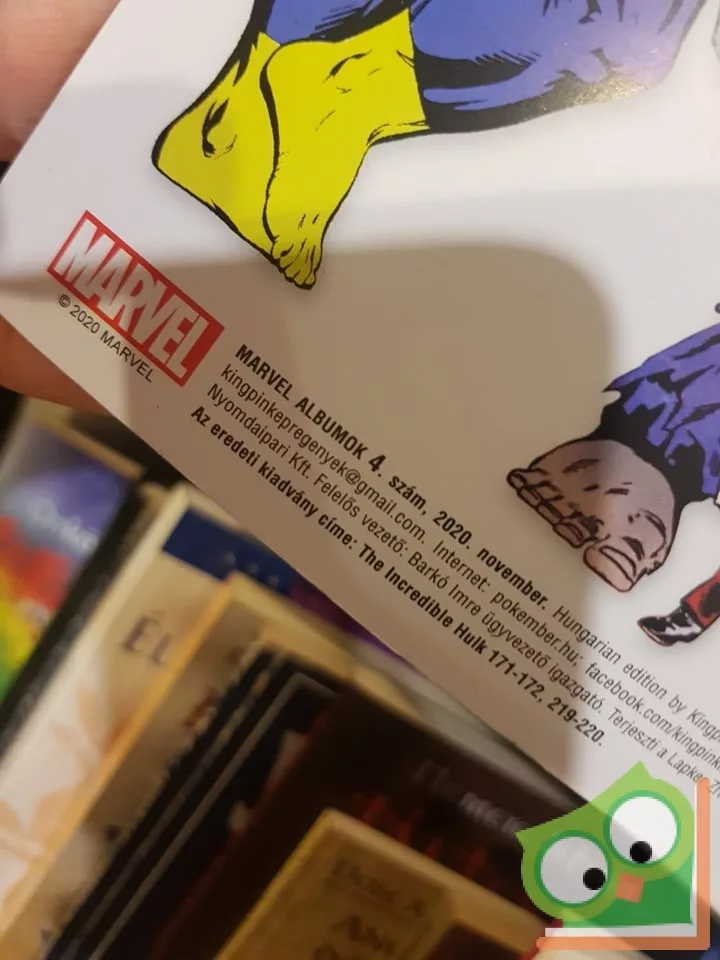 MARVEL
© 2020 MARVEL
MARVEL ALBUMOK 4. szám, 2020. november. Hungarian edition by
kingpinkepregenyek@gmail.com. Internet: pokember.hu; facebook.com/kingpink
Nyomdaipari Kft. Felelős vezető: Barkó Imre ügyvezető igazgató. Terjeszti a Lapker
Az eredeti kiadvány címe: The Incredible Hulk 171-172, 219-220.
ÉL